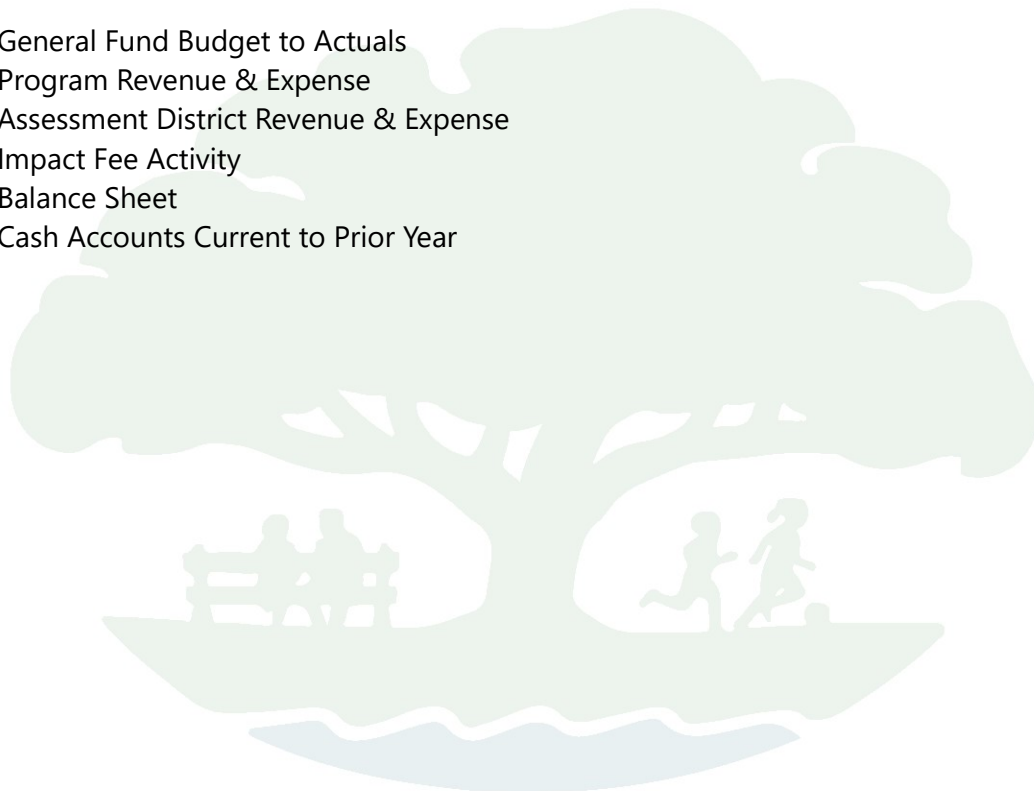 General Fund Budget to Actuals
Program Revenue & Expense
Assessment District Revenue & Expense
Impact Fee Activity
Balance Sheet
Cash Accounts Current to Prior Year